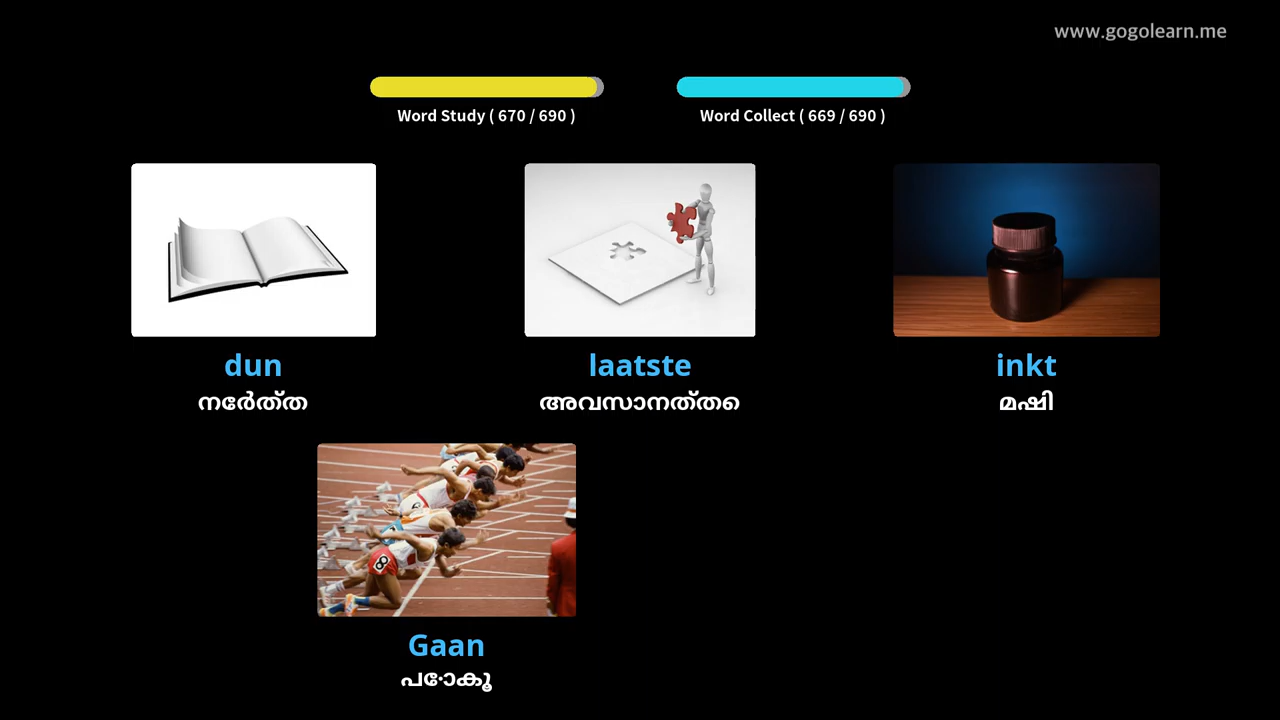 www.gogolearn.me
Word Study ( 670 / 690 )
Word Collect ( 669 / 690 )
dun
നേർത്ത
laatste
അവസാനത്തെ
inkt
മഷി
Gaan
പോകൂ